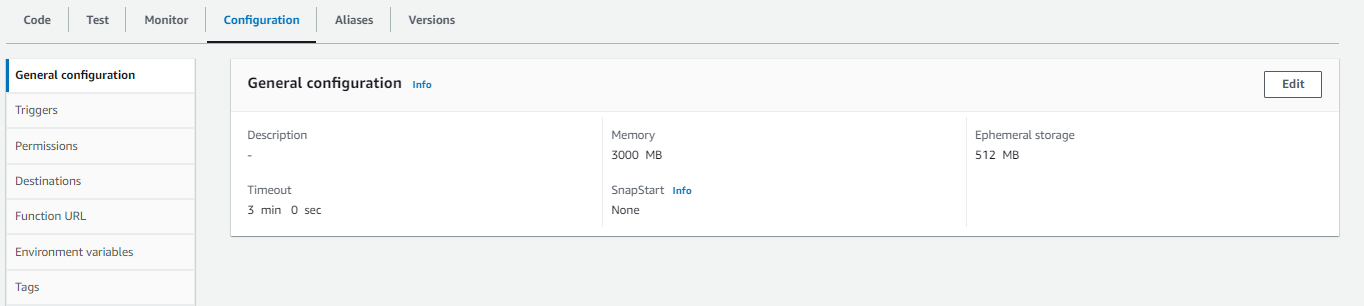 Code Test Monitor Configuration Aliases Versions
General configuration
Triggers
Permissions
Destinations
Function URL
Environment variables
Tags
General configuration Info
Edit
Description
-
Memory
3000 MB
Ephemeral storage
512 MB
Timeout
3 min 0 sec
SnapStart Info
None